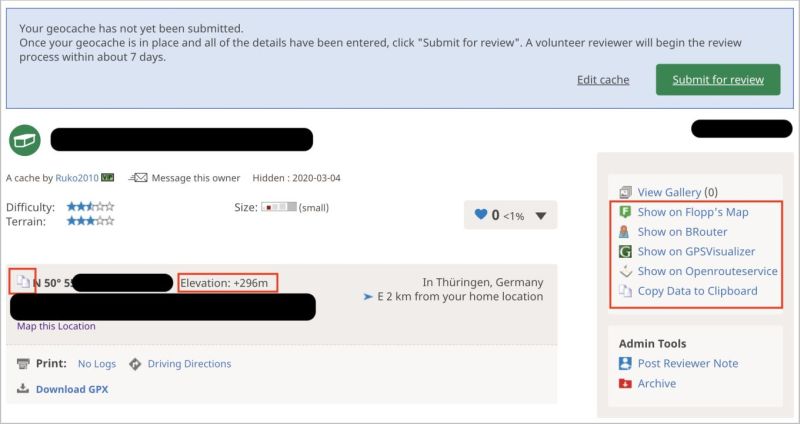 Your geocache has not yet been submitted.
Once your geocache is in place and all of the details have been entered, click "Submit for review". A volunteer reviewer will begin the review
process within about 7 days.
Edit cache
Submit for review
A cache by Ruko2010 VIP Message this owner Hidden : 2020-03-04
Difficulty:
Terrain:
Size: (small)
0 <1%
N 50° 5
Elevation: +296m
In Thüringen, Germany
E 2 km from your home location
Map this Location
Print: No Logs Driving Directions
Download GPX
View Gallery (0)
Show on Flopp's Map
Show on BRouter
Show on GPSVisualizer
Show on Openrouteservice
Copy Data to Clipboard
Admin Tools
Post Reviewer Note
Archive